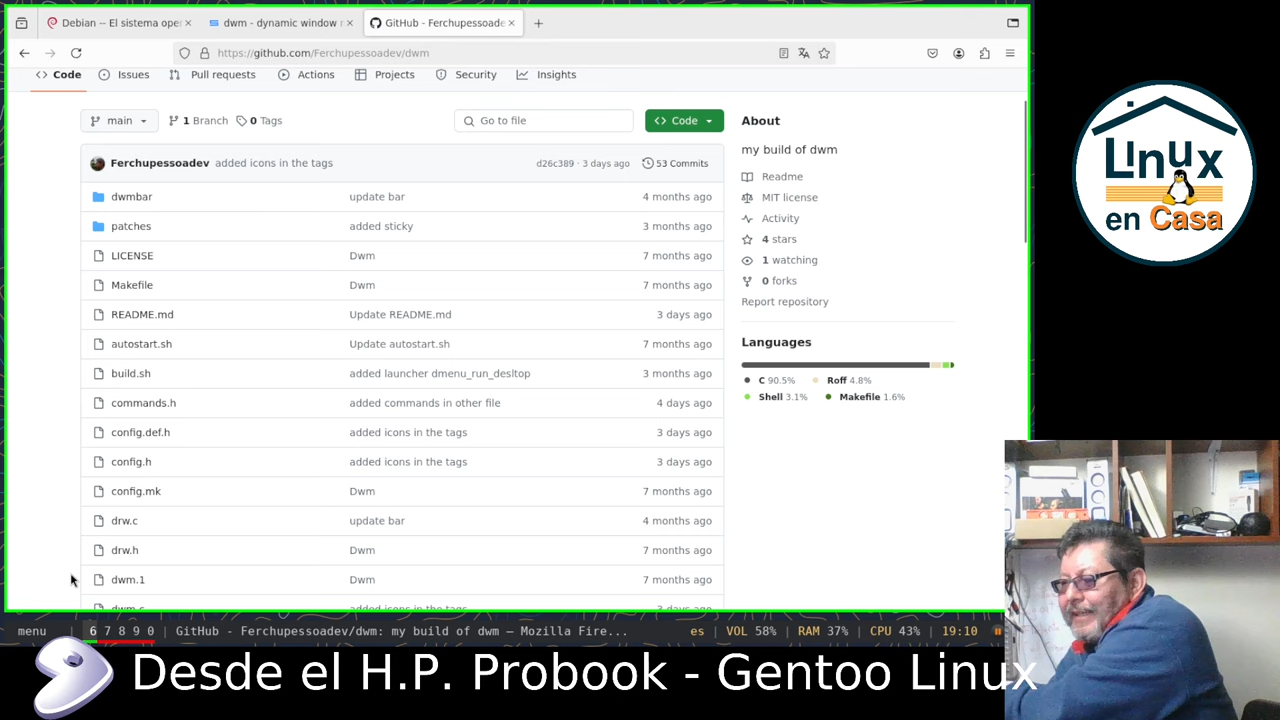 Debian -- El sistema oper
dwm - dynamic window r
GitHub - Ferchupessoade
https://github.com/Ferchupessoadev/dwm
Code
Issues
Pull requests
Actions
Projects
Security
Insights
main
1 Branch
0 Tags
Go to file
Code
Ferchupessoadev added icons in the tags d26c389 · 3 days ago 53 Commits
dwmbar update bar 4 months ago
patches added sticky 3 months ago
LICENSE Dwm 7 months ago
Makefile Dwm 7 months ago
README.md Update README.md 3 days ago
autostart.sh Update autostart.sh 7 months ago
build.sh added launcher dmenu_run_desltop 3 months ago
commands.h added commands in other file 4 days ago
config.def.h added icons in the tags 3 days ago
config.h added icons in the tags 3 days ago
config.mk Dwm 7 months ago
drw.c update bar 4 months ago
drw.h Dwm 7 months ago
dwm.1 Dwm 7 months ago
dwm.c added icons in the tags 3 days ago
About
my build of dwm
Readme
MIT license
Activity
4 stars
1 watching
0 forks
Report repository
Languages
C 90.5% Roff 4.8%
Shell 3.1% Makefile 1.6%
Linux
en Casa
menu | 6 7 8 9 0 | GitHub - Ferchupessoadev/dwm: my build of dwm — Mozilla Fire... es | VOL 58% | RAM 37% | CPU 43% | 19:10
Desde el H.P. Probook - Gentoo Linux